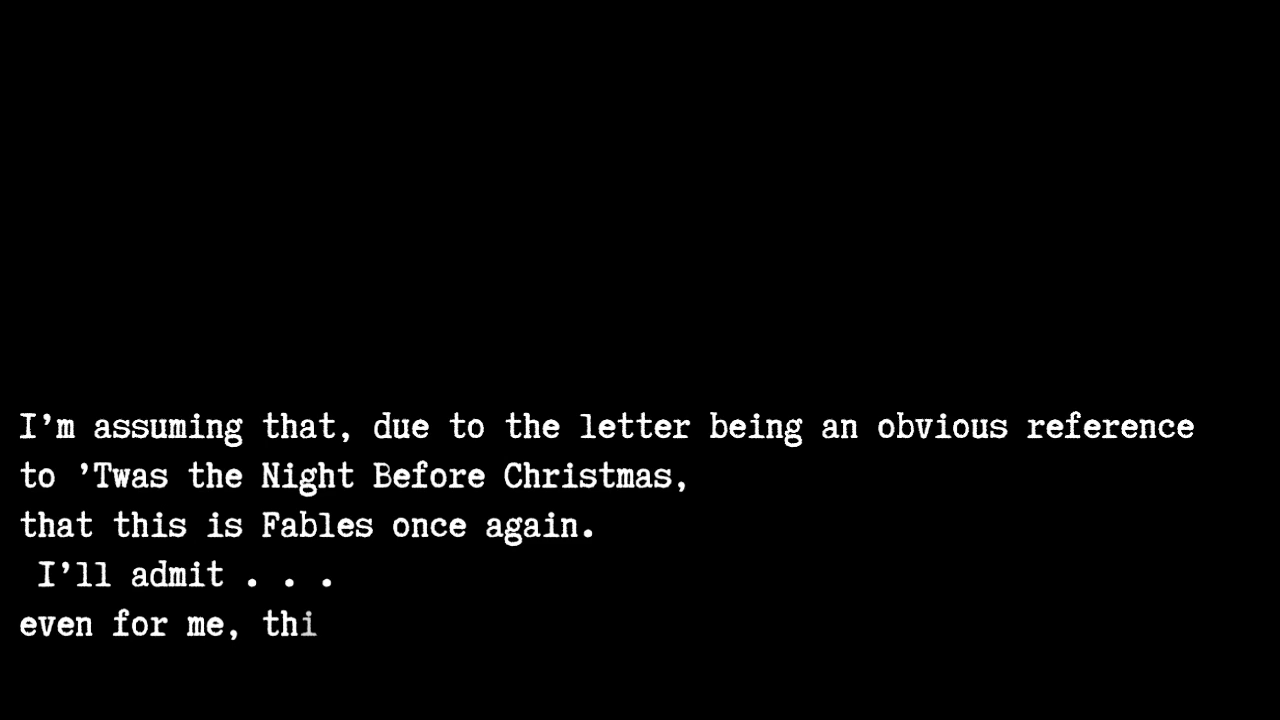 I’m assuming that, due to the letter being an obvious reference
to ’Twas the Night Before Christmas,
that this is Fables once again.
I’ll admit . . .
even for me, thi